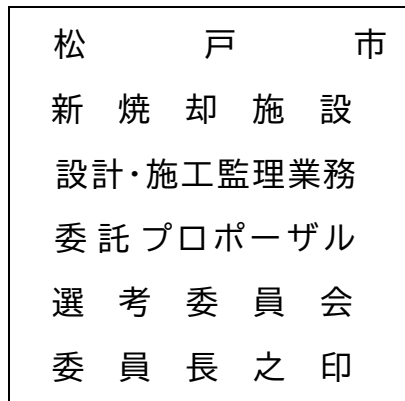 松戸市
新焼却施設
設計・施工監理業務
委託プロポーザル
選考委員会
委員長之印